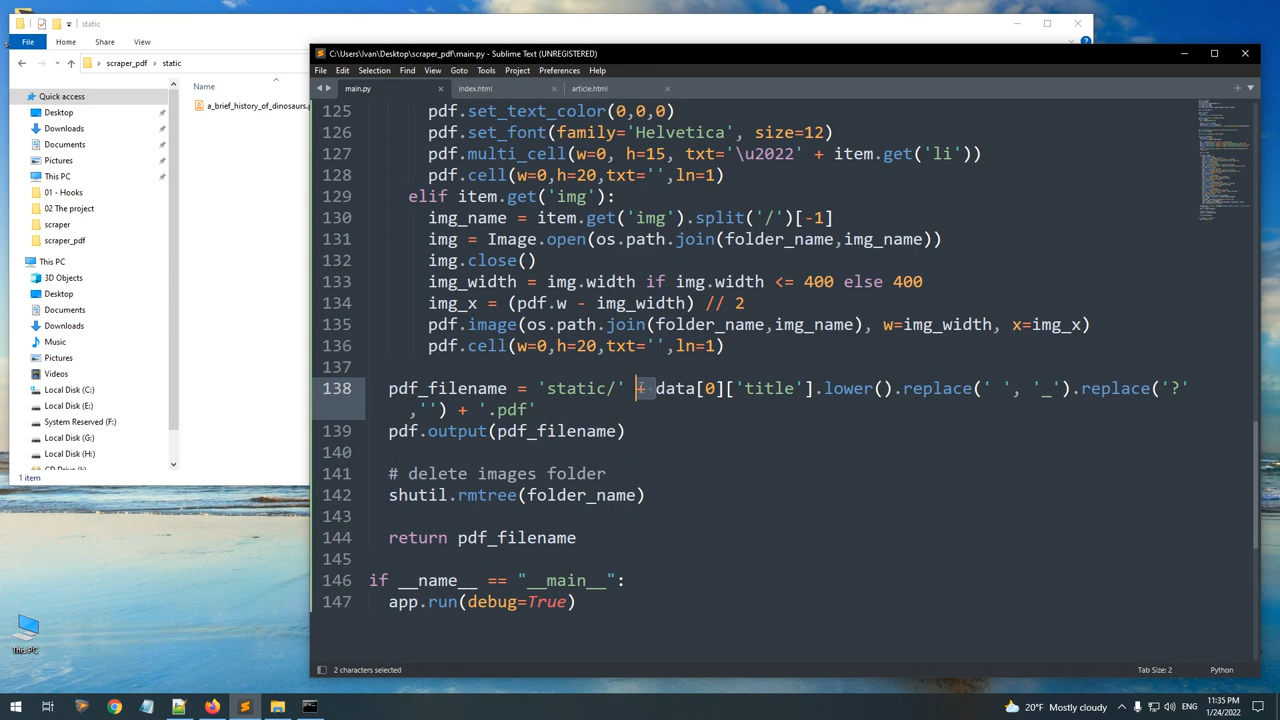 static
File
Home
Share
View
scraper_pdf
static
Quick access
Desktop
Downloads
Documents
Pictures
This PC
01 - Hooks
02 The project
scraper
scraper_pdf
This PC
3D Objects
Desktop
Documents
Downloads
Music
Pictures
Videos
Local Disk (C:)
Local Disk (E:)
System Reserved (F:)
Local Disk (G:)
Local Disk (H:)
CD Drive (I:)
Name
a_brief_history_of_dinosaurs.p
1 item
C:\Users\Ivan\Desktop\scraper_pdf\main.py - Sublime Text (UNREGISTERED)
File Edit Selection Find View Goto Tools Project Preferences Help
main.py
index.html
article.html
125 pdf.set_text_color(0,0,0)
126 pdf.set_font(family='Helvetica', size=12)
127 pdf.multi_cell(w=0, h=15, txt='\u2022' + item.get('li'))
128 pdf.cell(w=0,h=20,txt='',ln=1)
129 elif item.get('img'):
130 img_name = item.get('img').split('/')[-1]
131 img = Image.open(os.path.join(folder_name,img_name))
132 img.close()
133 img_width = img.width if img.width <= 400 else 400
134 img_x = (pdf.w - img_width) // 2
135 pdf.image(os.path.join(folder_name,img_name), w=img_width, x=img_x)
136 pdf.cell(w=0,h=20,txt='',ln=1)
137
138 pdf_filename = 'static/' + data[0]['title'].lower().replace(' ', '_').replace('?'
,'') + '.pdf'
139 pdf.output(pdf_filename)
140
141 # delete images folder
142 shutil.rmtree(folder_name)
143
144 return pdf_filename
145
146 if __name__ == "__main__":
147 app.run(debug=True)
2 characters selected
Tab Size: 2
Python
This PC
20°F Mostly cloudy
ENG
11:35 PM
1/24/2022